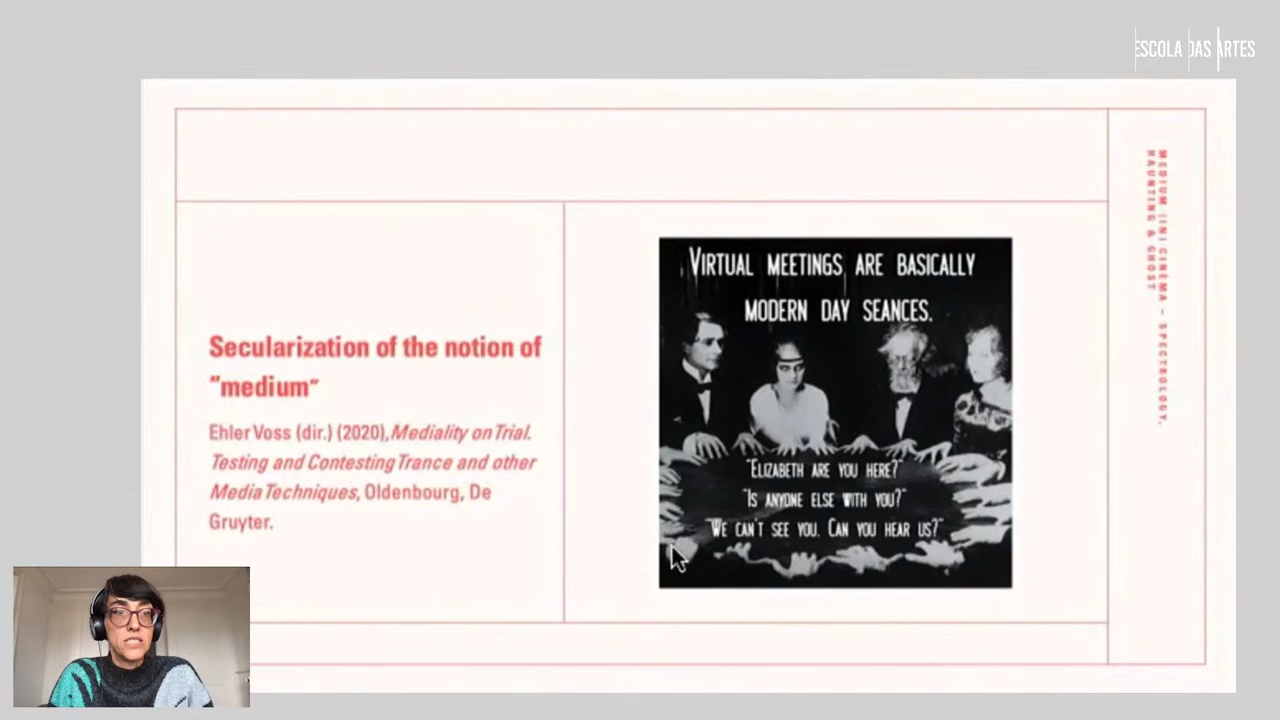 ESCOLA DAS ARTES
Secularization of the notion of
"medium"
Ehler Voss (dir.) (2020), Mediality on Trial.
Testing and Contesting Trance and other
Media Techniques, Oldenbourg, De
Gruyter.
VIRTUAL MEETINGS ARE BASICALLY
MODERN DAY SEANCES.
"ELIZABETH ARE YOU HERE?"
"IS ANYONE ELSE WITH YOU?"
"WE CAN'T SEE YOU. CAN YOU HEAR US?"
MEDIUM (IN) CINEMA – SPECTROLOGY,
HAUNTING & GHOST